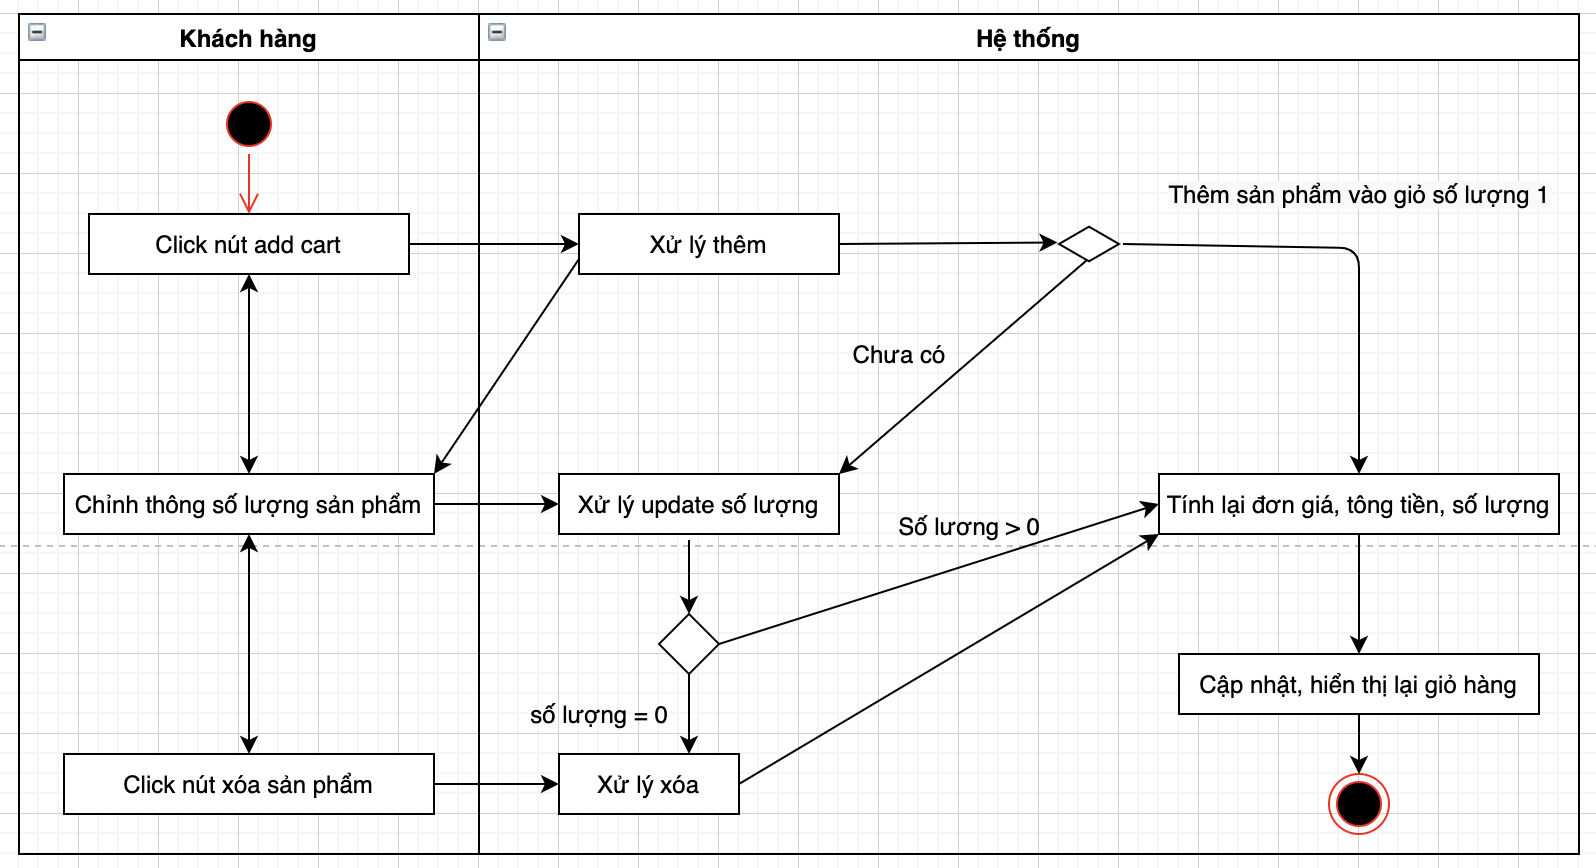 Khách hàng
Hệ thống
Thêm sản phẩm vào giỏ số lượng 1
Click nút add cart
Xử lý thêm
Chưa có
Chỉnh thông số lượng sản phẩm
Xử lý update số lượng
Số lương > 0
Tính lại đơn giá, tông tiền, số lượng
số lượng = 0
Cập nhật, hiển thị lại giỏ hàng
Click nút xóa sản phẩm
Xử lý xóa